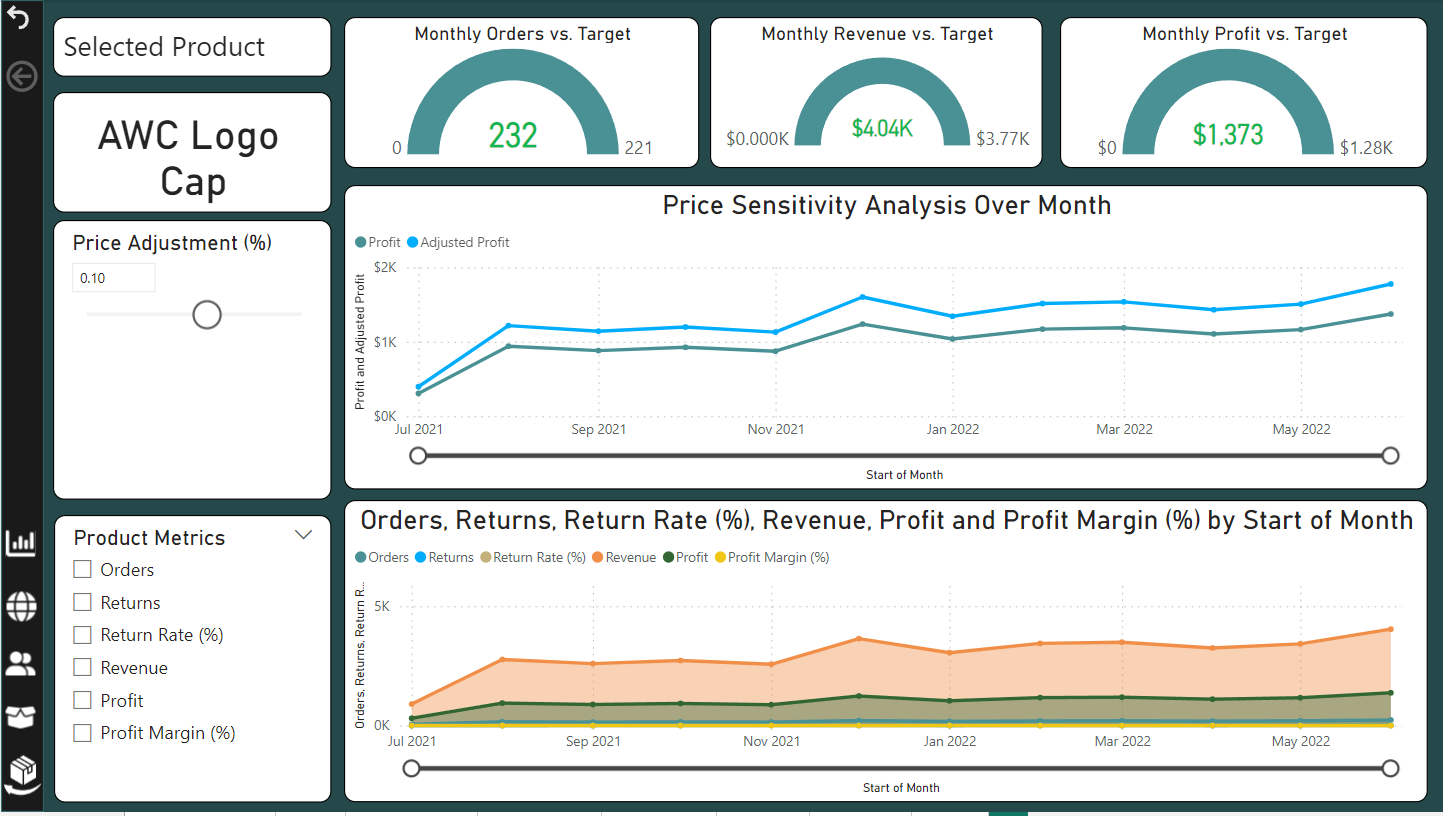 Selected Product
AWC Logo
Cap
Price Adjustment (%)
0.10
Product Metrics
Orders
Returns
Return Rate (%)
Revenue
Profit
Profit Margin (%)
Monthly Orders vs. Target
232
0
221
Monthly Revenue vs. Target
$4.04K
$0.000K
$3.77K
Monthly Profit vs. Target
$1,373
$0
$1.28K
Price Sensitivity Analysis Over Month
Profit
Adjusted Profit
Profit and Adjusted Profit
$2K
$1K
$0K
Jul 2021
Sep 2021
Nov 2021
Jan 2022
Mar 2022
May 2022
Start of Month
Orders, Returns, Return Rate (%), Revenue, Profit and Profit Margin (%) by Start of Month
Orders
Returns
Return Rate (%)
Revenue
Profit
Profit Margin (%)
Orders, Returns, Return R...
5K
0K
Jul 2021
Sep 2021
Nov 2021
Jan 2022
Mar 2022
May 2022
Start of Month